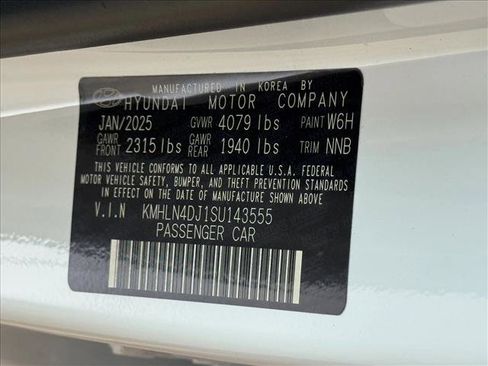 MANUFACTURED IN KOREA BY
HYUNDAI MOTOR COMPANY
JAN/2025 GVWR 4079 lbs PAINT W6H
GAWR FRONT 2315 lbs GAWR REAR 1940 lbs TRIM NNB
THIS VEHICLE CONFORMS TO ALL APPLICABLE U.S.A. FEDERAL
MOTOR VEHICLE SAFETY, BUMPER, AND THEFT PREVENTION
STANDARDS IN EFFECT ON THE DATE OF MANUFACTURE SHOWN ABOVE
V.I.N KMHLN4DJ1SU143555
PASSENGER CAR